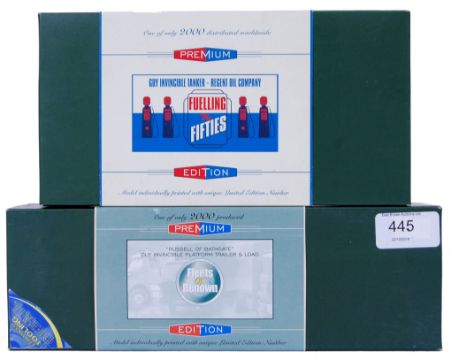 One of only 2000 distributed worldwide
PREMIUM
GUY INVINCIBLE TANKER - REGENT OIL COMPANY
FUELLING
the
FIFTIES
EDITION
Model individually printed with unique Limited Edition Number
One of only 2000 produced
PREMIUM
"RUSSELL OF BATHGATE"
GUY INVINCIBLE PLATFORM TRAILER & LOAD
Fleets
of
Renown
EDITION
Model individually printed with unique Limited Edition Number
445